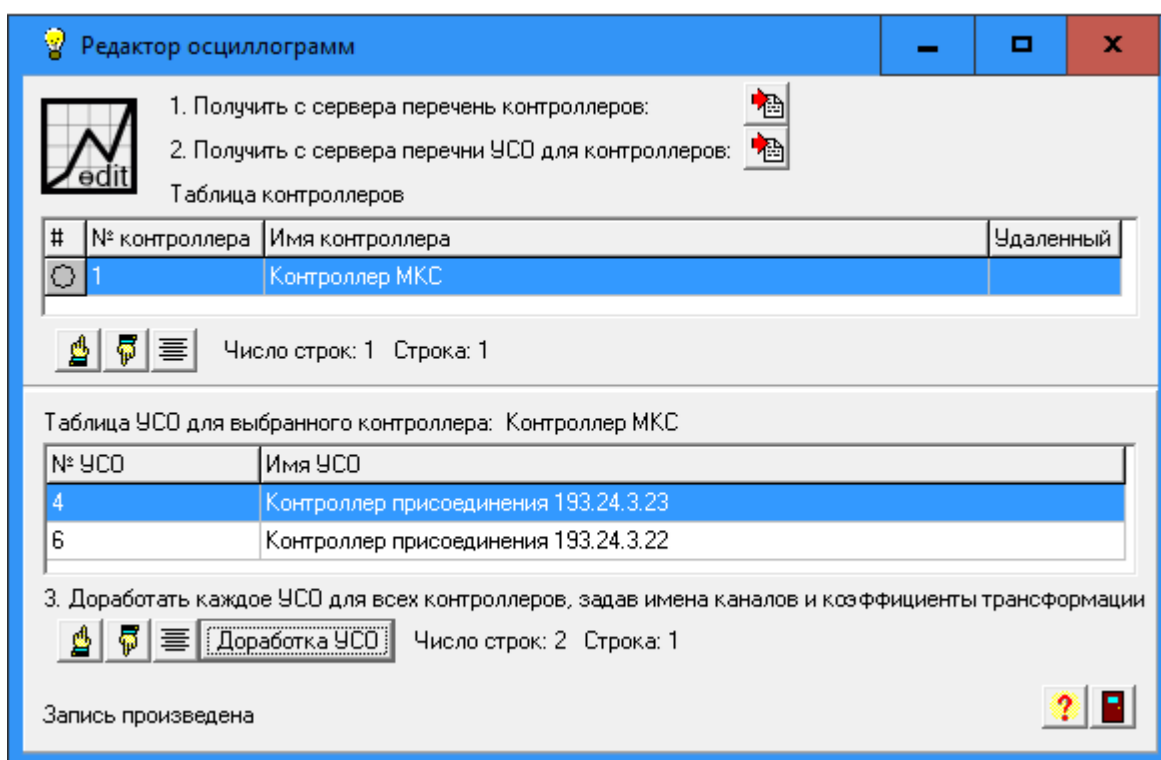 Редактор осциллограмм
1. Получить с сервера перечень контроллеров:
2. Получить с сервера перечни УСО для контроллеров:
edit
Таблица контроллеров
# № контроллера Имя контроллера Удаленный
1 Контроллер МКС
Число строк: 1 Строка: 1
Таблица УСО для выбранного контроллера: Контроллер МКС
№ УСО Имя УСО
4 Контроллер присоединения 193.24.3.23
6 Контроллер присоединения 193.24.3.22
3. Доработать каждое УСО для всех контроллеров, задав имена каналов и коэффициенты трансформации
Доработка УСО Число строк: 2 Строка: 1
Запись произведена